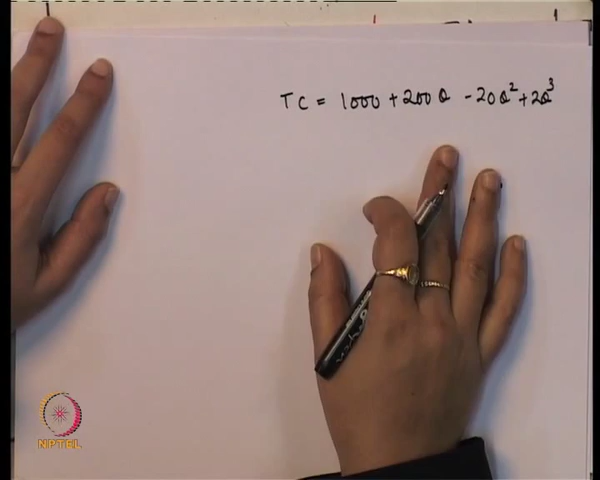 TC = 1000 + 200Q - 20Q² + 2Q³
NPTEL